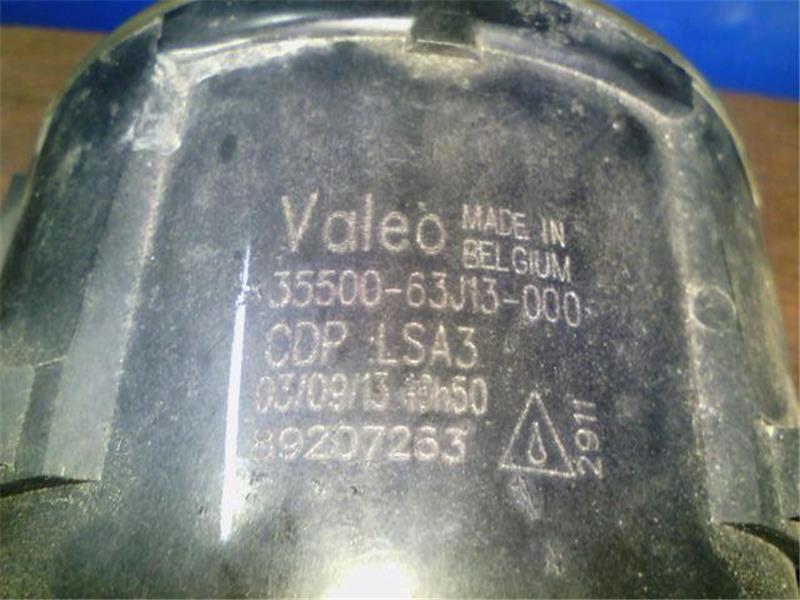 Valeo MADE IN
BELGIUM
35500-63J13-000
CDP LSA3
03/09/13 10h50
89207263
2911